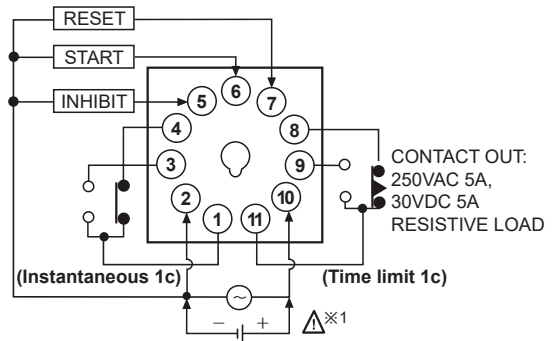 RESET
START
INHIBIT
6
5
7
4
8
3
9
2
10
1
11
CONTACT OUT:
250VAC 5A,
30VDC 5A
RESISTIVE LOAD
(Instantaneous 1c)
(Time limit 1c)
~
− +
⚠※1